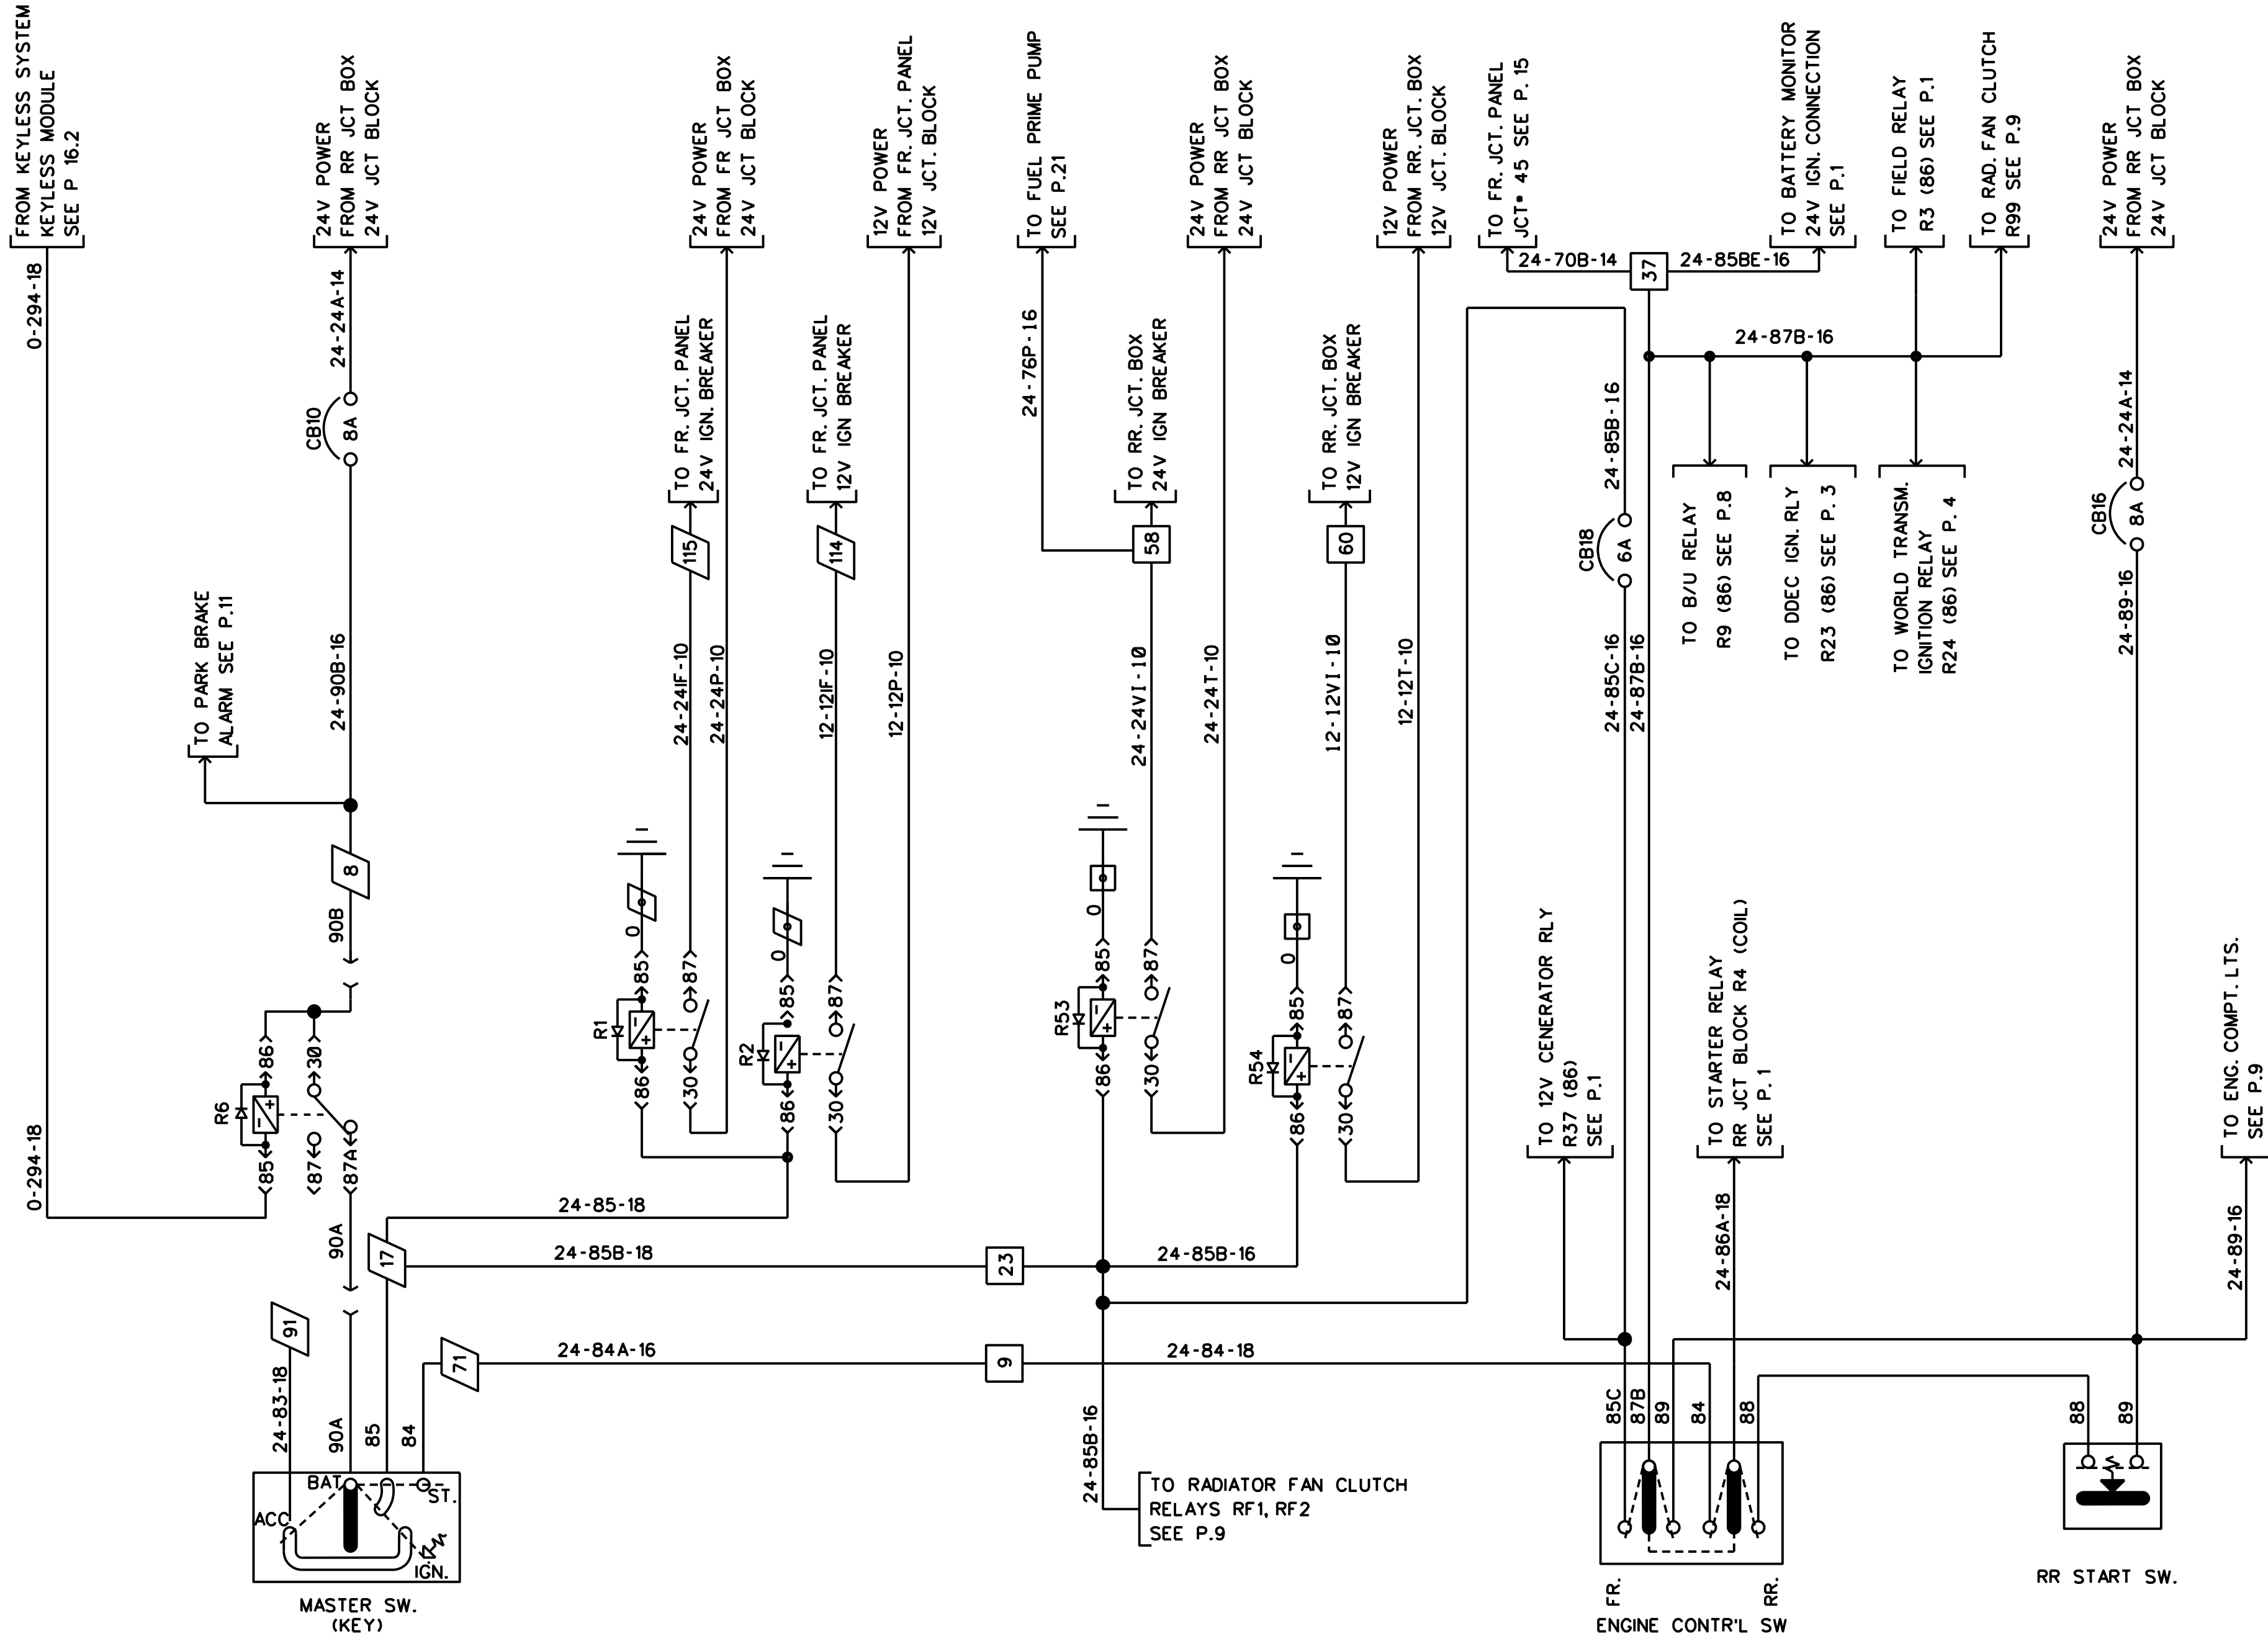 FROM KEYLESS SYSTEM
KEYLESS MODULE
SEE P 16.2
24V POWER
FROM RR JCT BOX
24V JCT BLOCK
24V POWER
FROM FR JCT BOX
24V JCT BLOCK
12V POWER
FROM FR. JCT. PANEL
12V JCT. BLOCK
TO FUEL PRIME PUMP
SEE P.21
24V POWER
FROM RR JCT BOX
24V JCT BLOCK
12V POWER
FROM RR. JCT. BOX
12V JCT. BLOCK
TO FR. JCT. PANEL
JCT• 45 SEE P. 15
TO BATTERY MONITOR
24V IGN. CONNECTION
SEE P.1
TO FIELD RELAY
R3 (86) SEE P.1
TO RAD. FAN CLUTCH
R99 SEE P.9
24V POWER
FROM RR JCT BOX
24V JCT BLOCK
0-294-18
24-24A-14
24-70B-14
37
24-85BE-16
24-87B-16
CB10
8A
TO FR. JCT. PANEL
24V IGN. BREAKER
TO FR. JCT. PANEL
12V IGN BREAKER
24-76P-16
TO RR. JCT. BOX
24V IGN BREAKER
TO RR. JCT. BOX
12V IGN BREAKER
24-85B-16
24-24A-14
115
114
58
60
CB18
6A
CB16
8A
TO B/U RELAY
R9 (86) SEE P.8
TO DDEC IGN. RLY
R23 (86) SEE P. 3
TO WORLD TRANSM.
IGNITION RELAY
R24 (86) SEE P. 4
TO PARK BRAKE
ALARM SEE P.11
24-90B-16
24-24IF-10
24-24P-10
12-12IF-10
12-12P-10
24-24VI-10
24-24T-10
12-12VI-10
12-12T-10
24-85C-16
24-87B-16
24-89-16
8
90B
0
0
0
0
R6
86
30
85
87
87A
R1
85
87
86
30
R2
85
87
86
30
R53
85
87
86
30
R54
85
87
86
30
TO 12V CENERATOR RLY
R37 (86)
SEE P.1
TO STARTER RELAY
RR JCT BLOCK R4 (COIL)
SEE P. 1
TO ENG. COMPT. LTS.
SEE P.9
0-294-18
90A
17
24-85-18
24-85B-18
23
24-85B-16
24-86A-18
24-89-16
91
24-83-18
90A
85
84
71
24-84A-16
9
24-84-18
24-85B-16
85C
87B
89
84
88
88
89
BAT
ST.
ACC
IGN.
TO RADIATOR FAN CLUTCH
RELAYS RF1, RF2
SEE P.9
FR.
RR.
MASTER SW.
(KEY)
ENGINE CONTR'L SW
RR START SW.